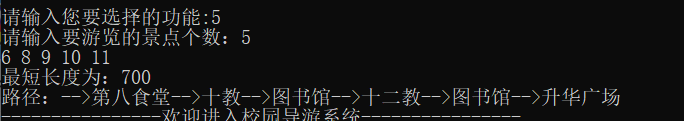 请输入您要选择的功能:5
请输入要游览的景点个数：5
6 8 9 10 11
最短长度为：700
路径：-->第八食堂-->十教-->图书馆-->十二教-->图书馆-->升华广场
----------------欢迎进入校园导游系统----------------